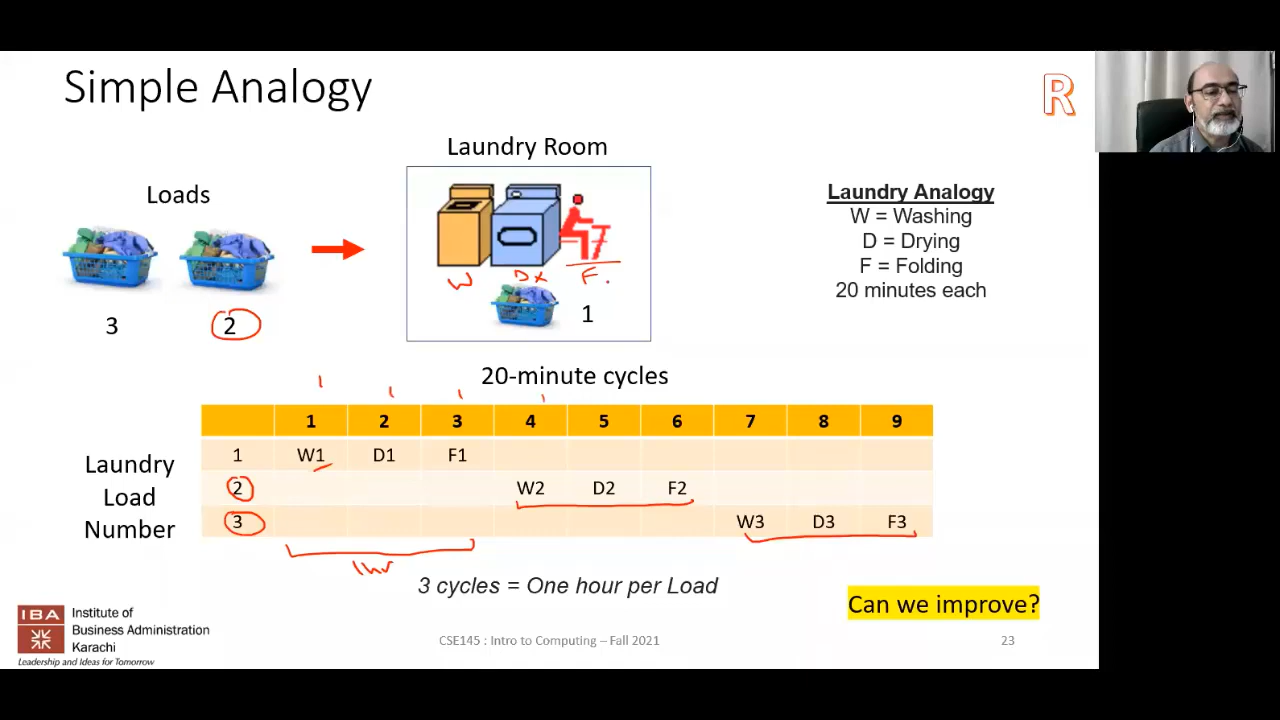 Simple Analogy
R
Laundry Room
Loads
Laundry Analogy
W = Washing
D = Drying
F = Folding
20 minutes each
W
F.
1
3
2
20-minute cycles
1 2 3 4 5 6 7 8 9
1 W1 D1 F1
2 W2 D2 F2
3 W3 D3 F3
Laundry
Load
Number
1hr
3 cycles = One hour per Load
Can we improve?
IBA
Institute of
Business Administration
Karachi
Leadership and Ideas for Tomorrow
CSE145 : Intro to Computing – Fall 2021
23